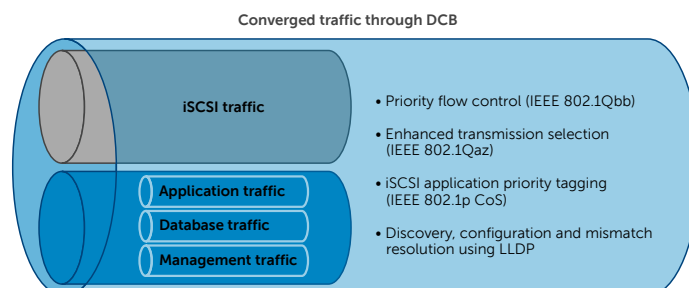 Converged traffic through DCB
iSCSI traffic
Application traffic
Database traffic
Management traffic
• Priority flow control (IEEE 802.1Qbb)
• Enhanced transmission selection
(IEEE 802.1Qaz)
• iSCSI application priority tagging
(IEEE 802.1p CoS)
• Discovery, configuration and mismatch
resolution using LLDP